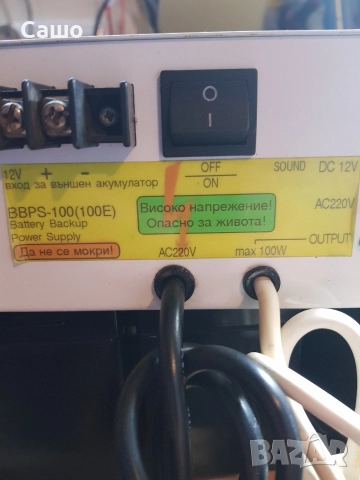 Сашо
O
I
12V + - OFF SOUND DC 12V
вход за външен акумулатор ON
BBPS-100(100E) Високо напрежение! AC220V
Battery Backup Опасно за живота!
Power Supply OUTPUT
Да не се мокри! AC220V max 100W
BAZAR